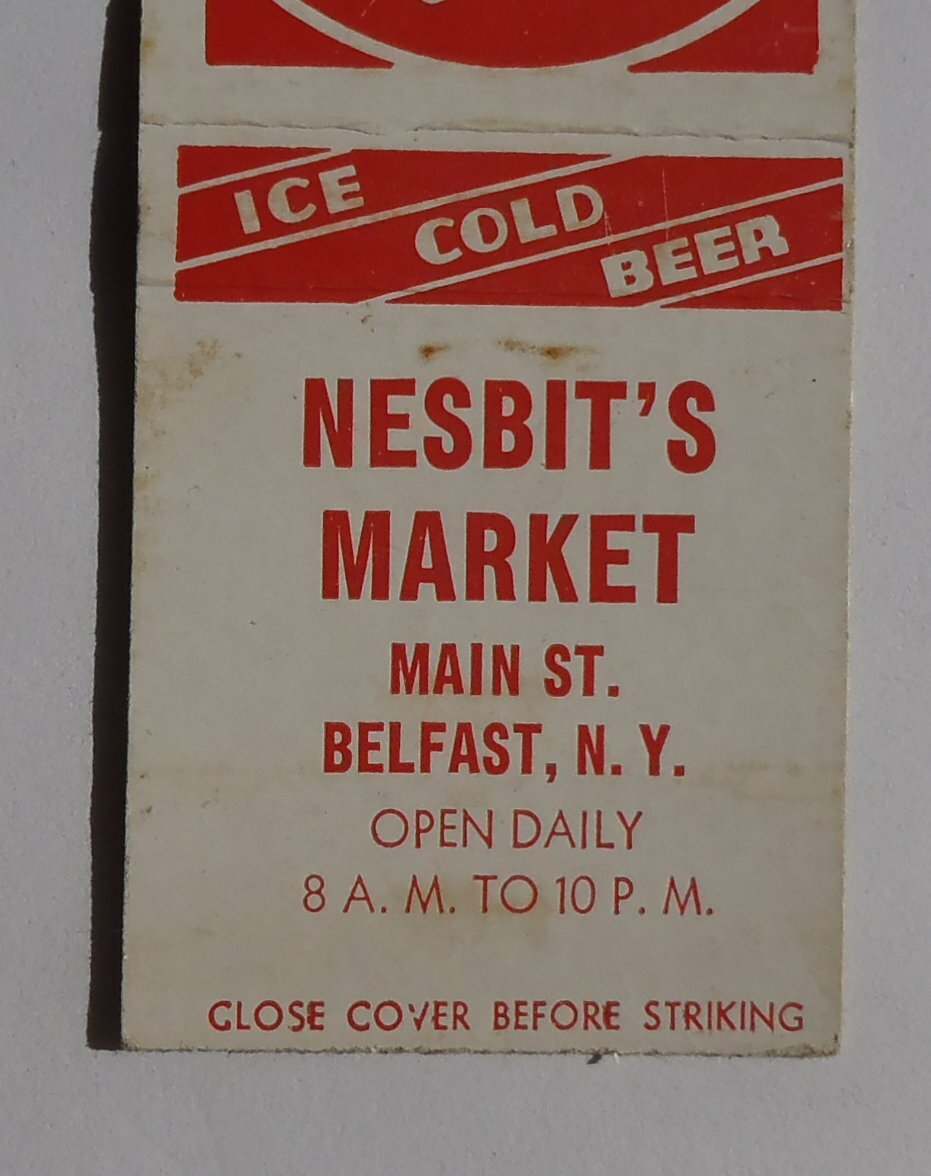 ICE
COLD
BEER
NESBIT'S
MARKET
MAIN ST.
BELFAST, N. Y.
OPEN DAILY
8 A. M. TO 10 P. M.
CLOSE COVER BEFORE STRIKING